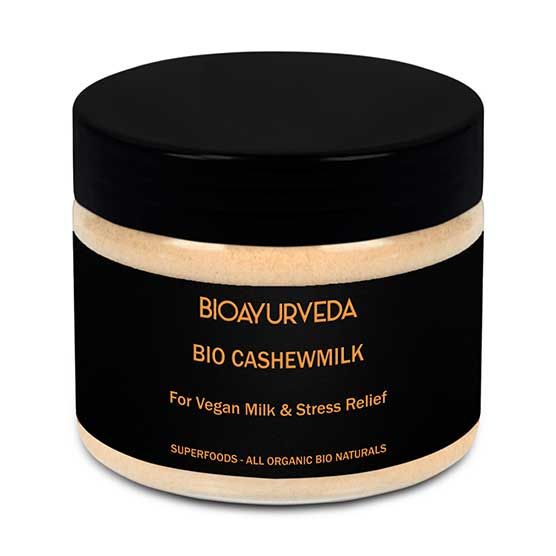 BIOAYURVEDA
BIO CASHEWMILK
For Vegan Milk & Stress Relief
SUPERFOODS - ALL ORGANIC BIO NATURALS